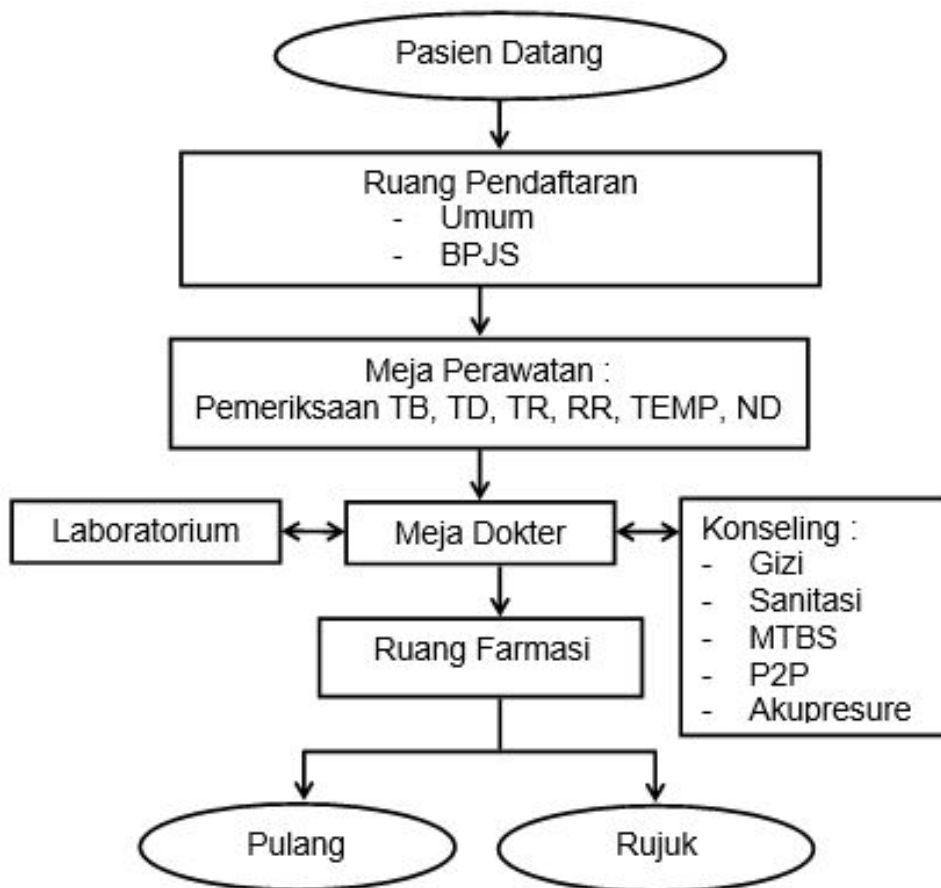 Pasien Datang
Ruang Pendaftaran
- Umum
- BPJS
Meja Perawatan :
Pemeriksaan TB, TD, TR, RR, TEMP, ND
Laboratorium
Meja Dokter
Konseling :
- Gizi
- Sanitasi
- MTBS
- P2P
- Akupresure
Ruang Farmasi
Pulang
Rujuk